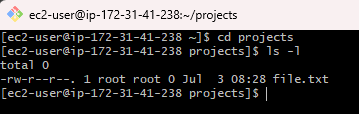 ec2-user@ip-172-31-41-238:~/projects
[ec2-user@ip-172-31-41-238 ~]$ cd projects
[ec2-user@ip-172-31-41-238 projects]$ ls -l
total 0
-rw-r--r--. 1 root root 0 Jul  3 08:28 file.txt
[ec2-user@ip-172-31-41-238 projects]$